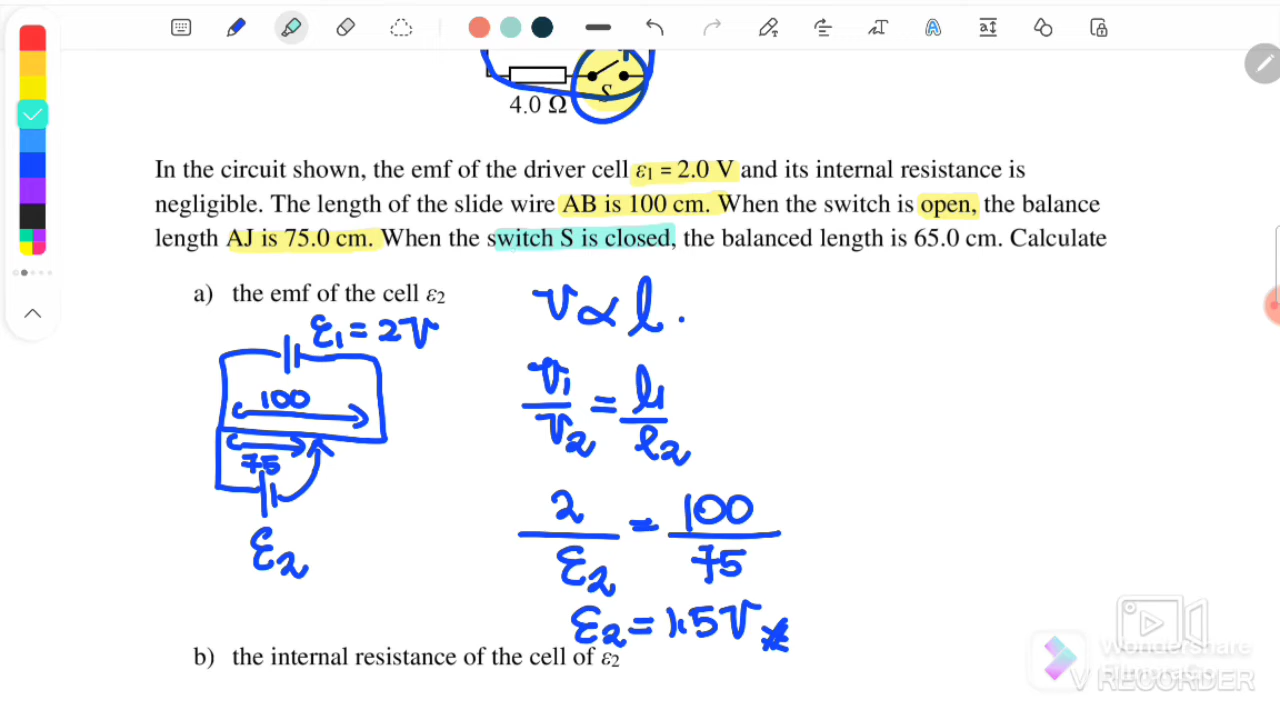 4.0 Ω
S
In the circuit shown, the emf of the driver cell ε1 = 2.0 V and its internal resistance is
negligible. The length of the slide wire AB is 100 cm. When the switch is open, the balance
length AJ is 75.0 cm. When the switch S is closed, the balanced length is 65.0 cm. Calculate
a) the emf of the cell ε2
V ∝ l.
ε1 = 2V
100
75
ε2
V1/V2 = l1/l2
2/ε2 = 100/75
ε2 = 1.5V
b) the internal resistance of the cell of ε2
Wondershare
V RECORDER